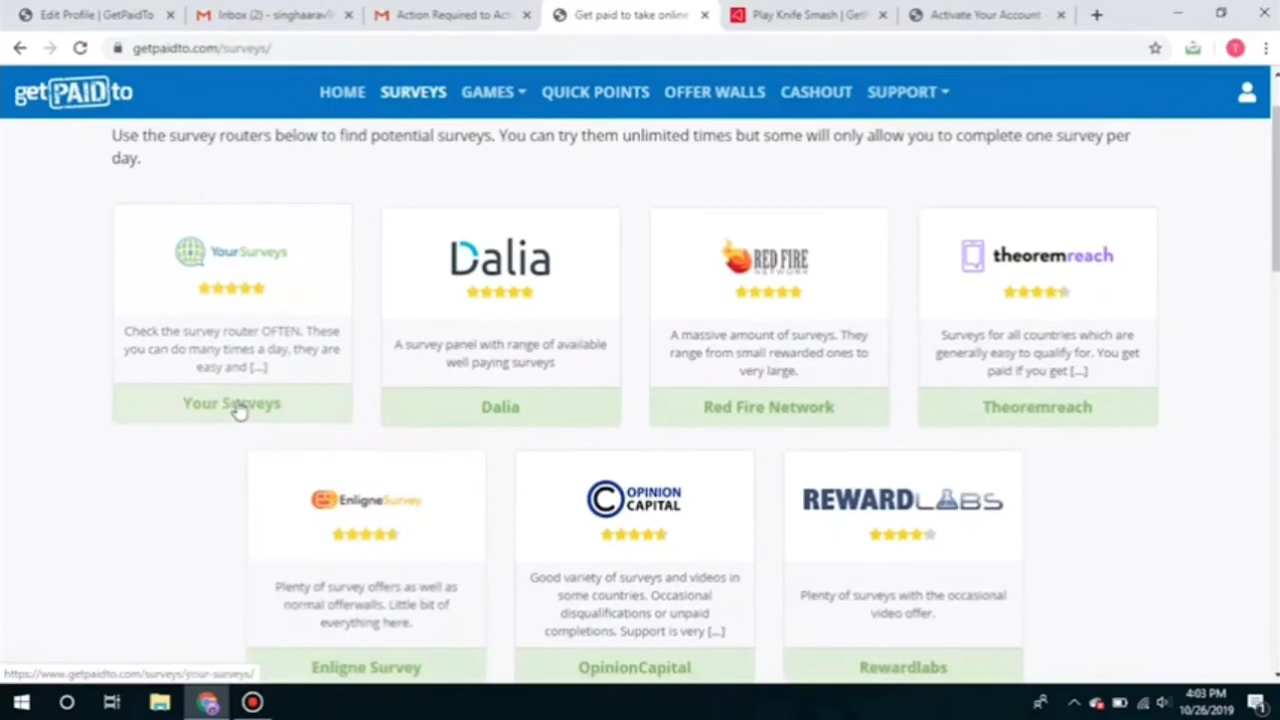 Edit Profile | GetPaidTo
Inbox (2) - singhaarav8
Action Required to Acti
Get paid to take online
Play Knife Smash | GetP
Activate Your Account
getpaidto.com/surveys/
T
getPAIDto
HOME SURVEYS GAMES QUICK POINTS OFFER WALLS CASHOUT SUPPORT
Use the survey routers below to find potential surveys. You can try them unlimited times but some will only allow you to complete one survey per
day.
YourSurveys
Check the survey router OFTEN. These
you can do many times a day, they are
easy and [...]
Your Surveys
Dalia
A survey panel with range of available
well paying surveys
Dalia
RED FIRE
NETWORK
A massive amount of surveys. They
range from small rewarded ones to
very large.
Red Fire Network
theoremreach
Surveys for all countries which are
generally easy to qualify for. You get
paid if you get [...]
Theoremreach
EnligneSurvey
Plenty of survey offers as well as
normal offerwalls. Little bit of
everything here.
Enligne Survey
C OPINION
CAPITAL
Good variety of surveys and videos in
some countries. Occasional
disqualifications or unpaid
completions. Support is very [...]
OpinionCapital
REWARDLABS
Plenty of surveys with the occasional
video offer.
Rewardlabs
https://www.getpaidto.com/surveys/your-surveys/
4:03 PM
10/26/2019
1